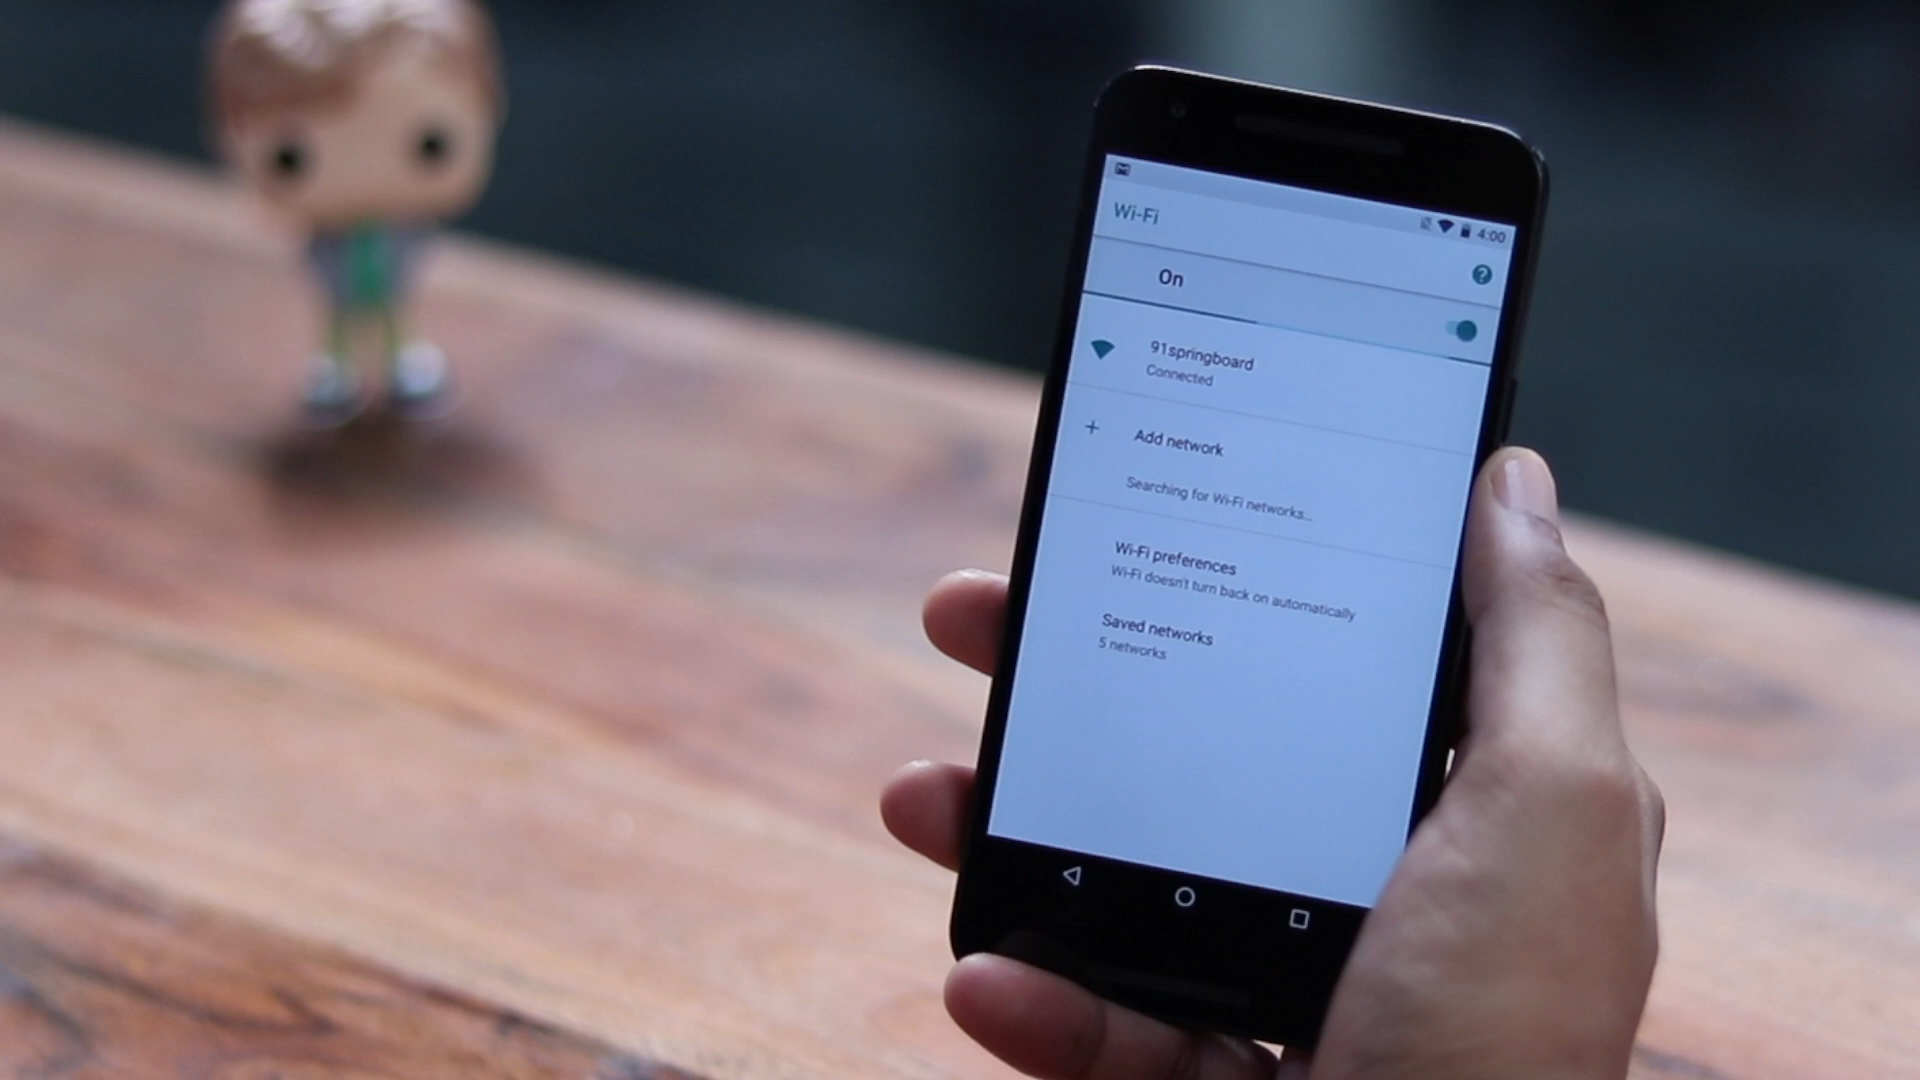 4:00
Wi-Fi
On
91springboard
Connected
Add network
Searching for Wi-Fi networks…
Wi-Fi preferences
Wi-Fi doesn't turn back on automatically
Saved networks
5 networks